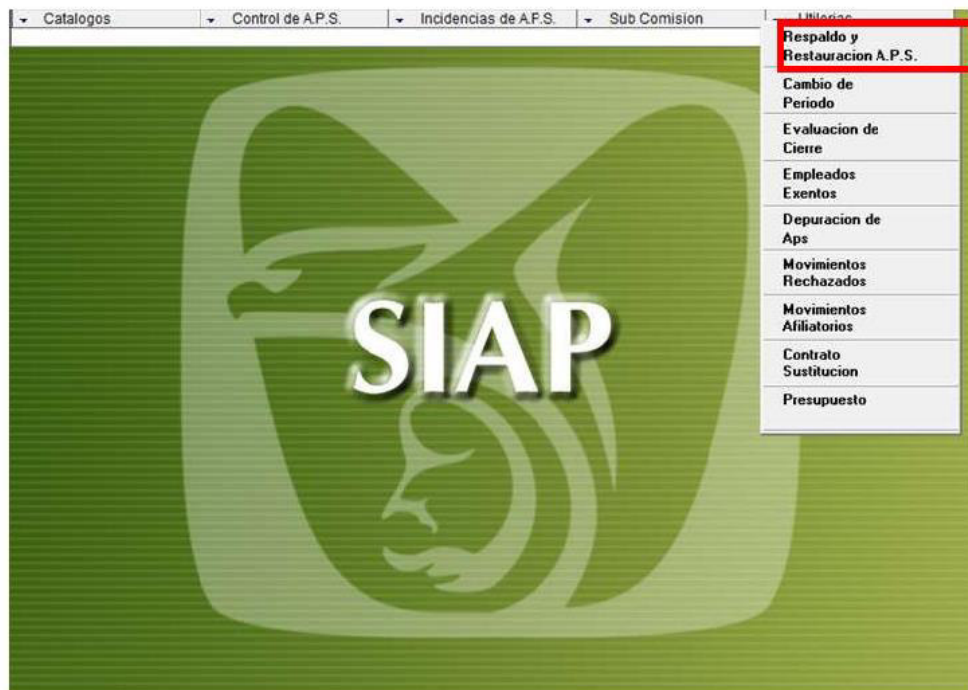 Catalogos
Control de A.P.S.
Incidencias de A.P.S.
Sub Comision
Utilerias
Respaldo y
Restauracion A.P.S.
Cambio de
Periodo
Evaluacion de
Cierre
Empleados
Exentos
Depuracion de
Aps
Movimientos
Rechazados
Movimientos
Afiliatorios
Contrato
Sustitucion
Presupuesto
SIAP